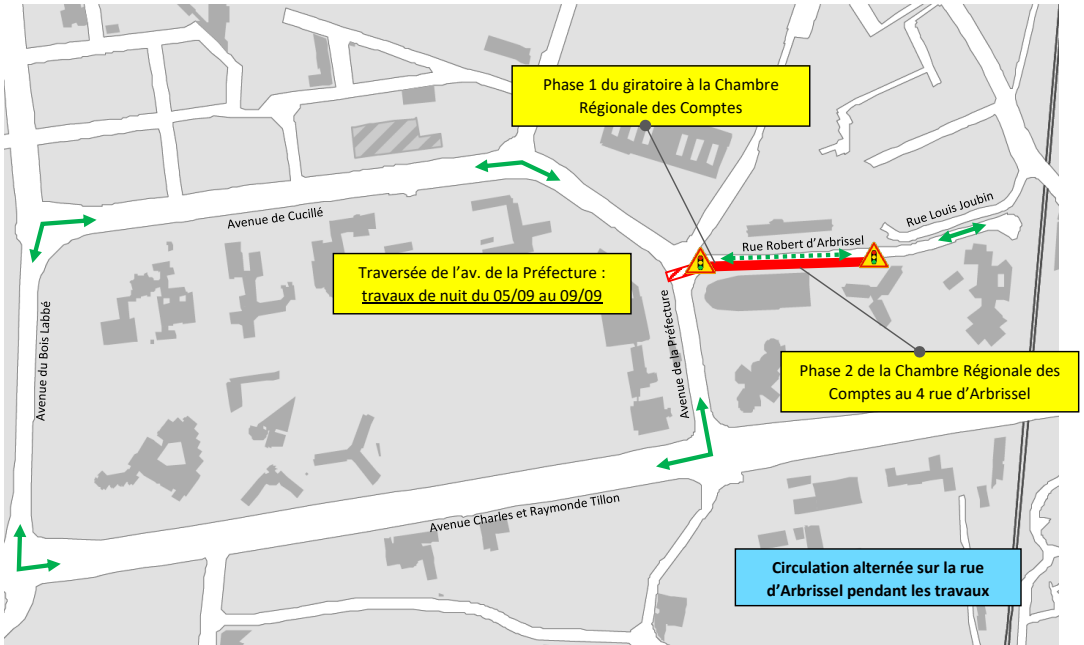 Phase 1 du giratoire à la Chambre
Régionale des Comptes
Rue Louis Joubin
Avenue de Cucillé
Rue Robert d’Arbrissel
Traversée de l’av. de la Préfecture :
travaux de nuit du 05/09 au 09/09
Avenue du Bois Labbé
Avenue de la Préfecture
Phase 2 de la Chambre Régionale des
Comptes au 4 rue d’Arbrissel
Avenue Charles et Raymonde Tillon
Circulation alternée sur la rue
d’Arbrissel pendant les travaux